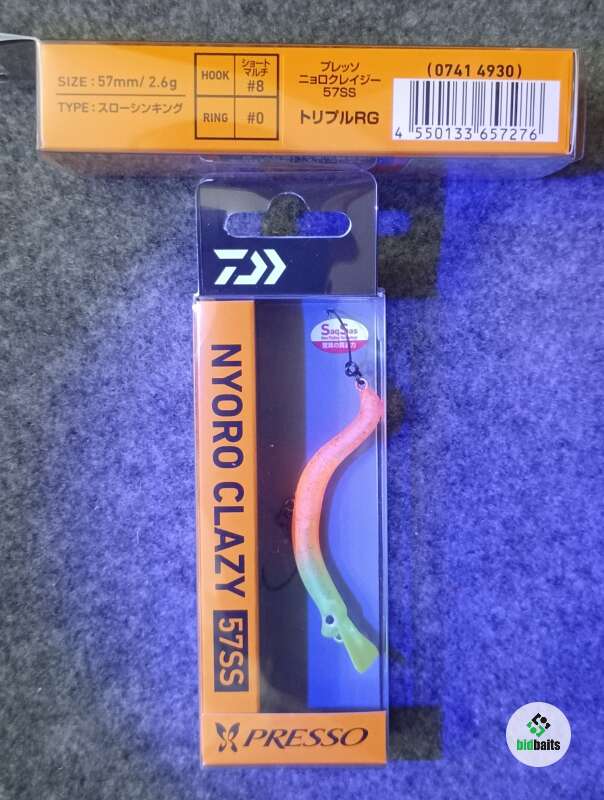 SIZE : 57mm/ 2.6g
TYPE : スローシンキング
HOOK
ショート
マルチ
#8
RING
#0
プレッソ
ニョロクレイジー
57SS
トリプルRG
(0741 4930)
4 550133 657276
SaqSas
NYORO CLAZY 57SS
PRESSO
bidbaits